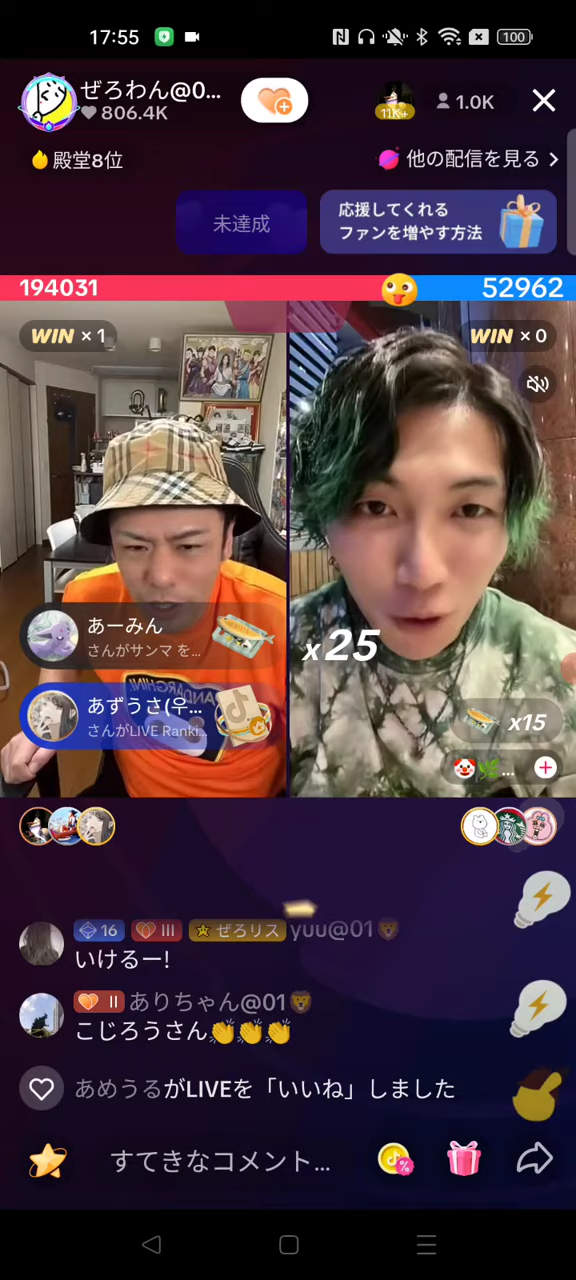 17:55
100
ぜろわん@0...
806.4K
11K+
1.0K
殿堂8位
他の配信を見る
未達成
応援してくれる
ファンを増やす方法
194031
52962
WIN × 1
WIN × 0
あーみん
さんがサンマ を...
x25
あずうさ(우...
さんがLIVE Ranki...
x15
...
16 III ぜろリス yuu@01🦁
いけるー!
II ありちゃん@01🦁
こじろうさん👏👏👏
あめうるがLIVEを「いいね」しました
すてきなコメント...